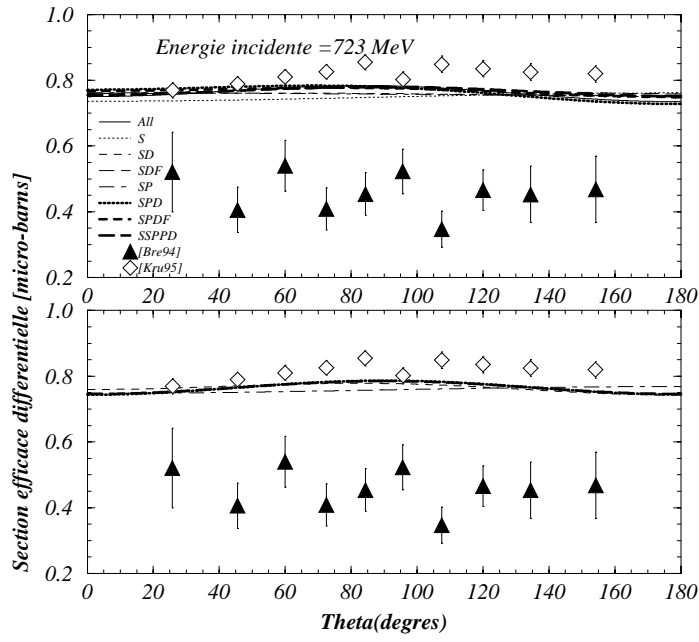 Energie incidente =723 MeV
1.0
0.8
0.6
0.4
0.2
All
S
SD
SDF
SP
SPD
SPDF
SSPPD
[Bre94]
[Kru95]
0 20 40 60 80 100 120 140 160 180
1.0
0.8
0.6
0.4
0.2
0 20 40 60 80 100 120 140 160 180
Theta(degres)
Section efficace differentielle [micro-barns]